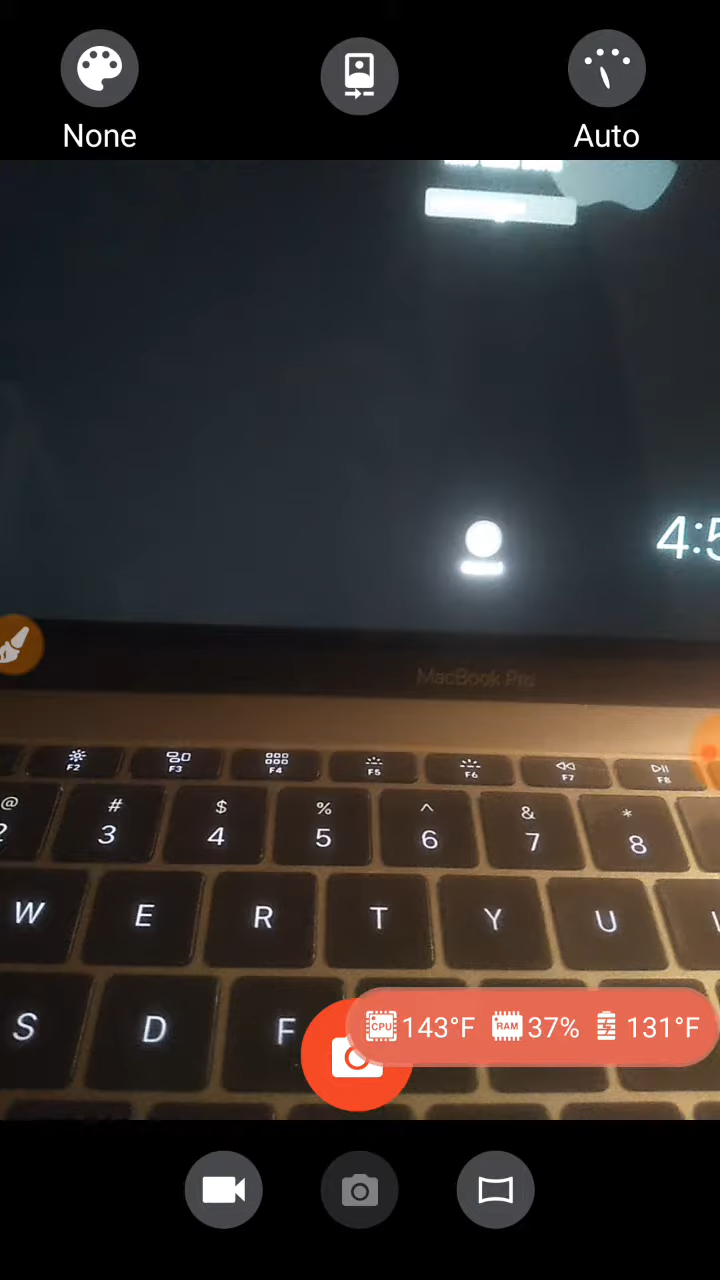 None
Auto
4:5
MacBook Pro
F2 F3 F4 F5 F6 F7 F8
@ # $ % ^ & *
2 3 4 5 6 7 8
W E R T Y U
S D F
CPU 143°F RAM 37% 131°F